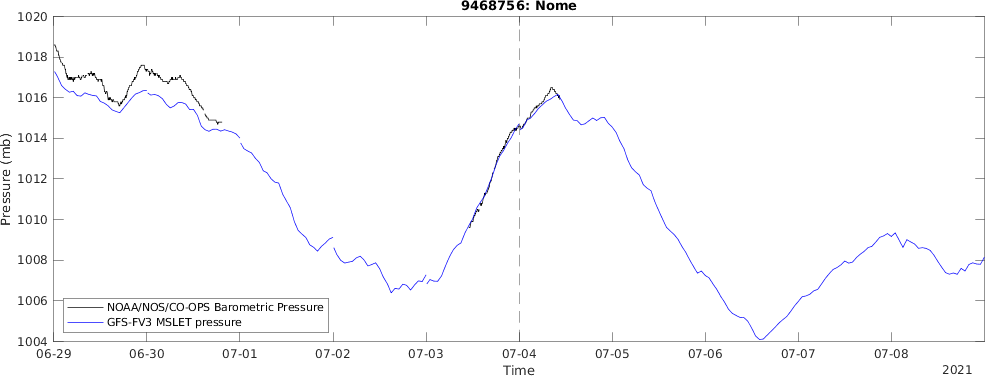 9468756: Nome
Pressure (mb)
1020
1018
1016
1014
1012
1010
1008
1006
1004
NOAA/NOS/CO-OPS Barometric Pressure
GFS-FV3 MSLET pressure
06-29 06-30 07-01 07-02 07-03 07-04 07-05 07-06 07-07 07-08
Time
2021